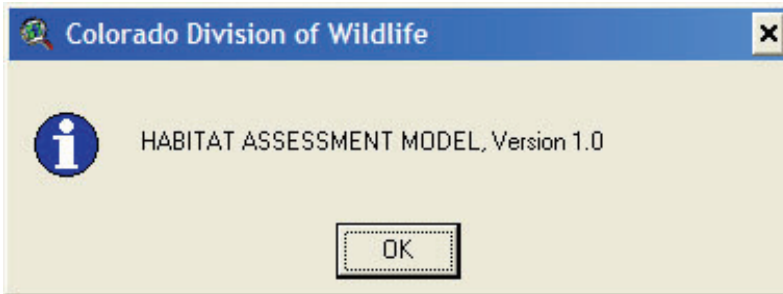 Colorado Division of Wildlife
HABITAT ASSESSMENT MODEL, Version 1.0
OK